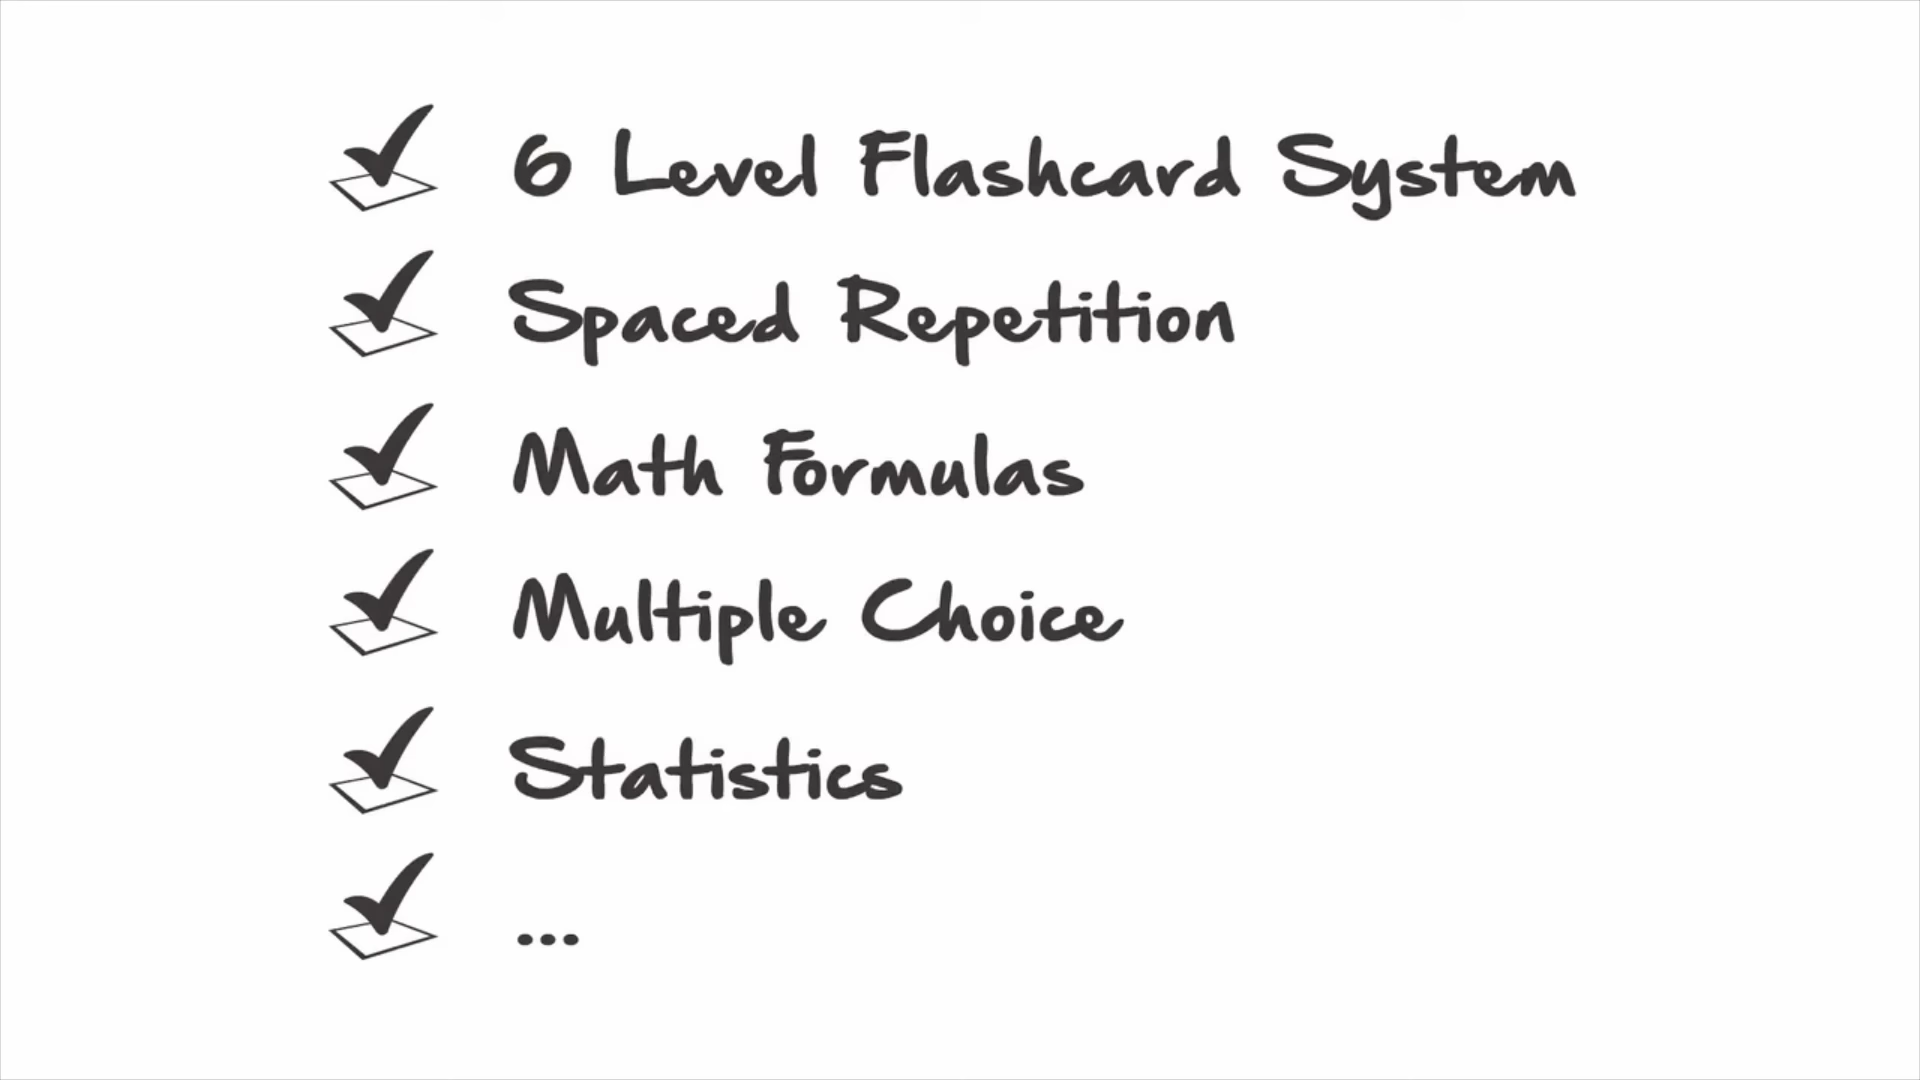 6 Level Flashcard System
Spaced Repetition
Math Formulas
Multiple Choice
Statistics
...